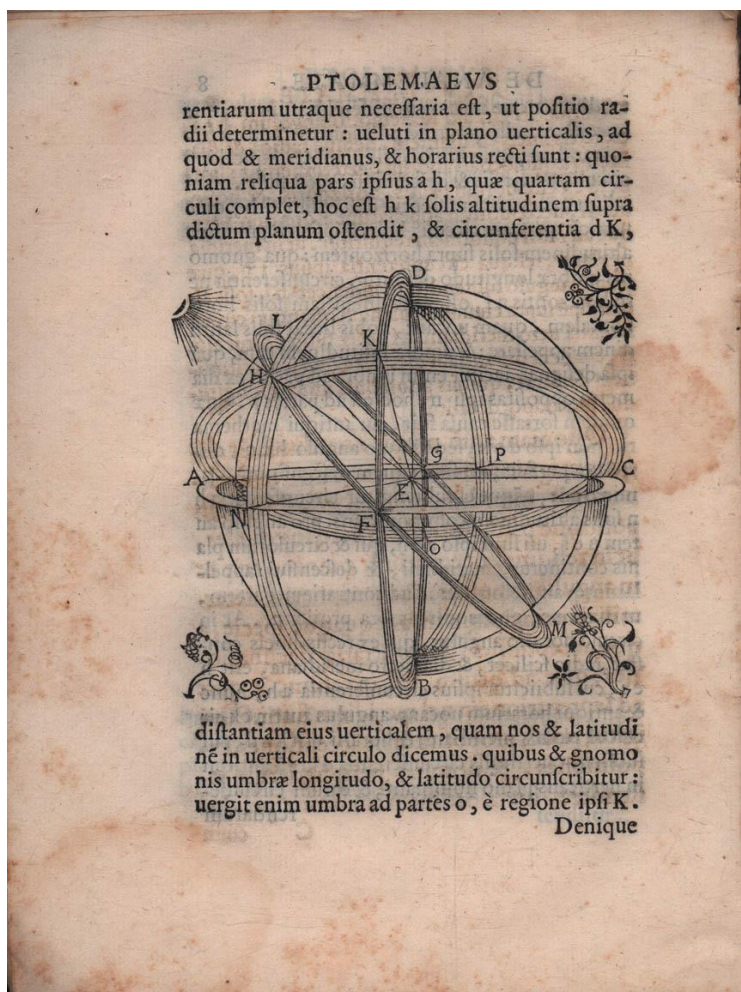 PTOLEMAEVS
rentiarum utraque neceſſaria eſt, ut poſitio ra-
dii determinetur : ueluti in plano uerticalis, ad
quod & meridianus, & horarius recti ſunt : quo-
niam reliqua pars ipſius a h, quæ quartam cir-
culi complet, hoc eſt h k ſolis altitudinem ſupra
dictum planum oſtendit, & circunferentia d K,
D
L
K
H
G
P
A
C
E
N
F
O
M
B
diſtantiam eius uerticalem, quam nos & latitudi
nē in uerticali circulo dicemus. quibus & gnomo
nis umbræ longitudo, & latitudo circunſcribitur :
uergit enim umbra ad partes o, è regione ipſi K.
Denique